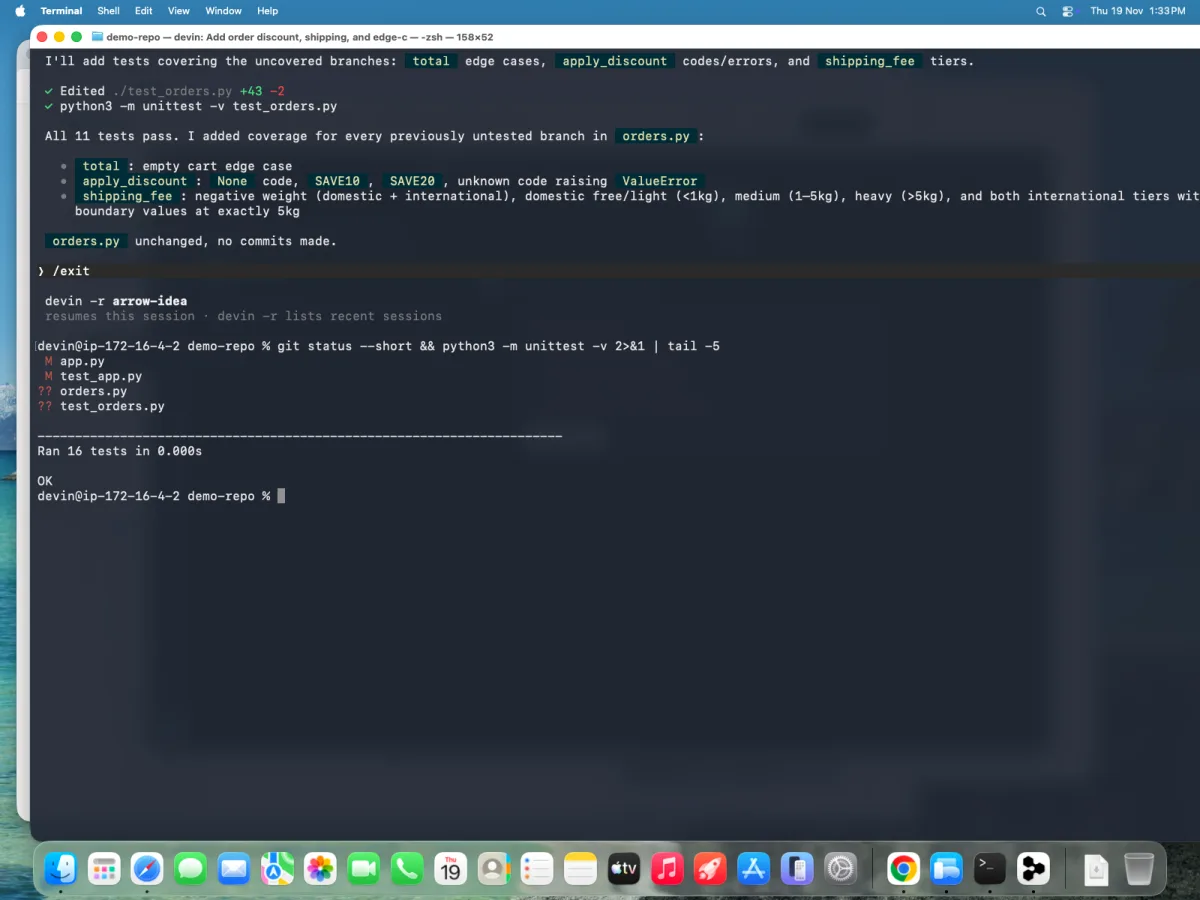 Terminal Shell Edit View Window Help Thu 19 Nov 1:33PM
demo-repo — devin: Add order discount, shipping, and edge-c — -zsh — 158×52
I'll add tests covering the uncovered branches: total edge cases, apply_discount codes/errors, and shipping_fee tiers.
✓ Edited ./test_orders.py +43 -2
✓ python3 -m unittest -v test_orders.py
All 11 tests pass. I added coverage for every previously untested branch in orders.py :
• total : empty cart edge case
• apply_discount : None code, SAVE10 , SAVE20 , unknown code raising ValueError
• shipping_fee : negative weight (domestic + international), domestic free/light (<1kg), medium (1–5kg), heavy (>5kg), and both international tiers wit
boundary values at exactly 5kg
orders.py unchanged, no commits made.
❯ /exit
devin -r arrow-idea
resumes this session · devin -r lists recent sessions
devin@ip-172-16-4-2 demo-repo % git status --short && python3 -m unittest -v 2>&1 | tail -5
M app.py
M test_app.py
?? orders.py
?? test_orders.py
----------------------------------------------------------------------
Ran 16 tests in 0.000s
OK
devin@ip-172-16-4-2 demo-repo %
Thu
19
tv